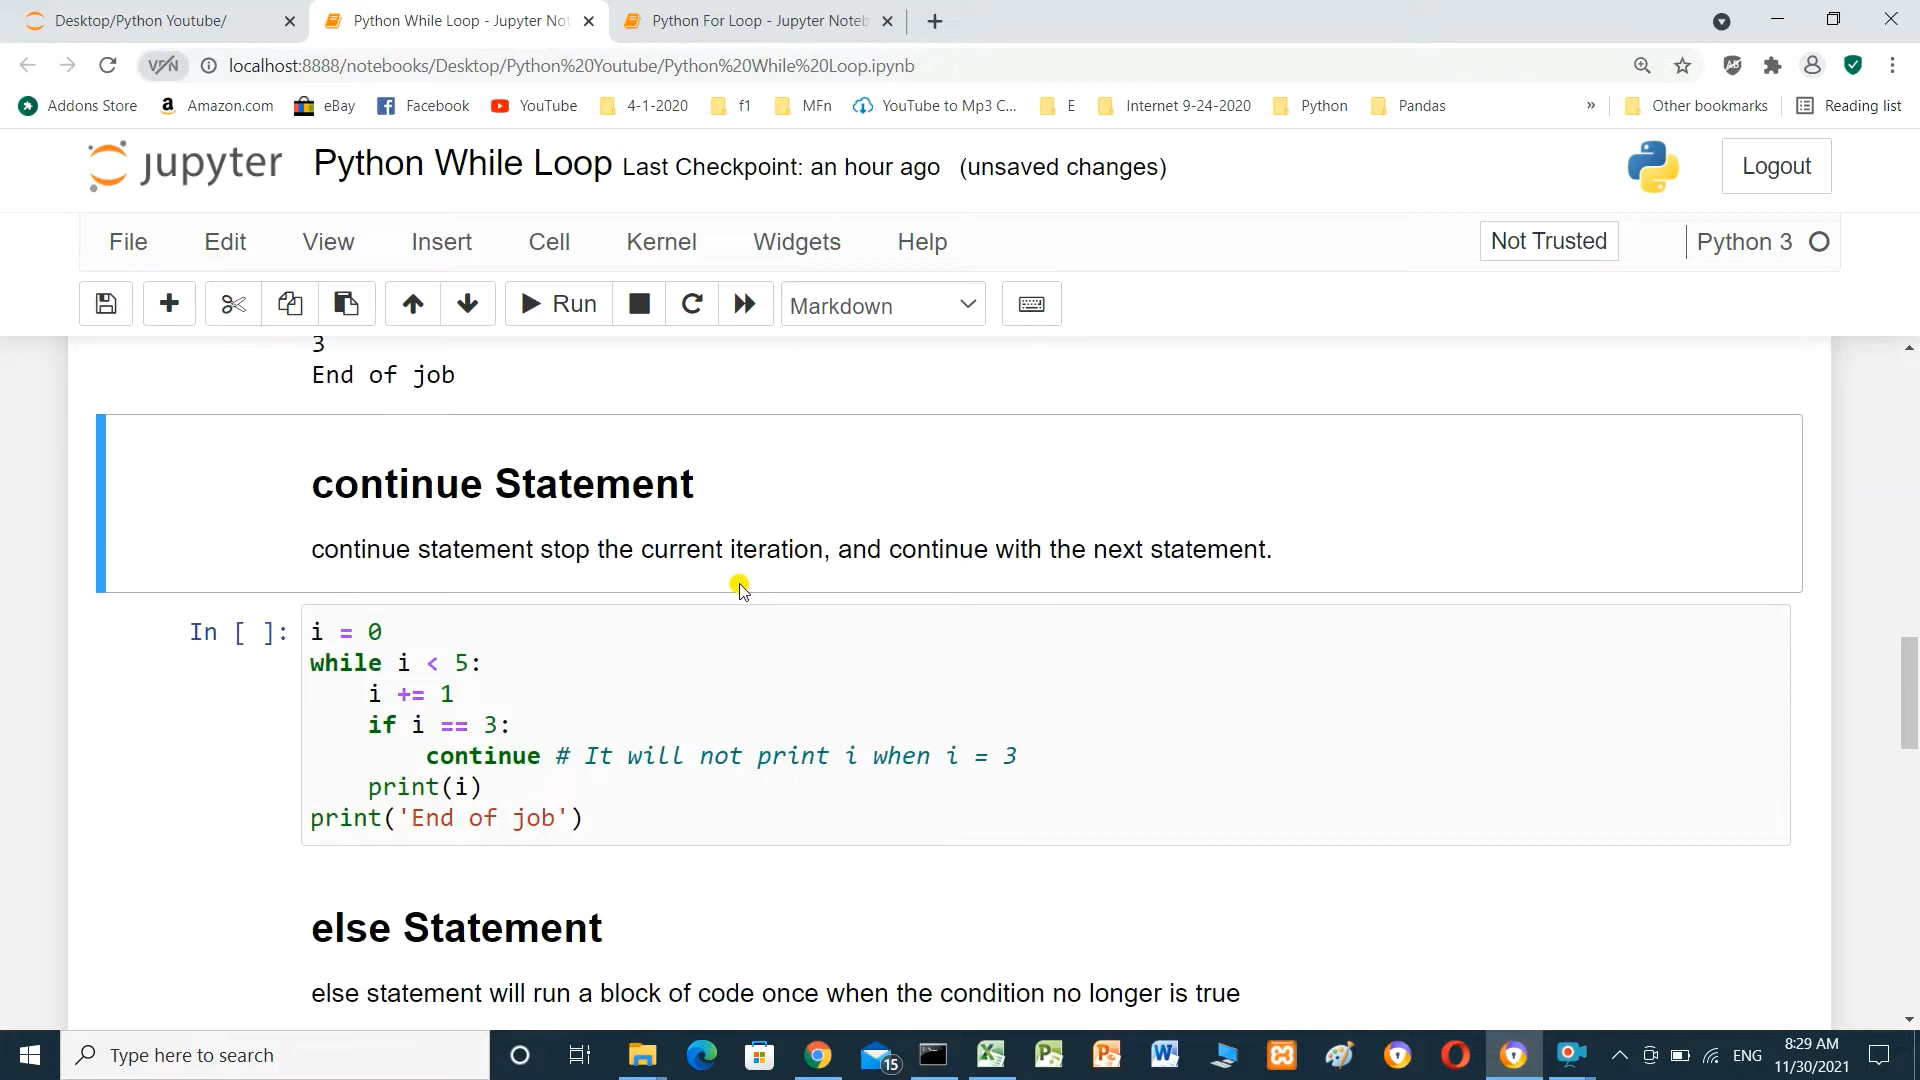 Desktop/Python Youtube/
Python While Loop - Jupyter Not
Python For Loop - Jupyter Noteb
VPN
localhost:8888/notebooks/Desktop/Python%20Youtube/Python%20While%20Loop.ipynb
Addons Store
Amazon.com
eBay
Facebook
YouTube
4-1-2020
f1
MFn
YouTube to Mp3 C...
E
Internet 9-24-2020
Python
Pandas
»
Other bookmarks
Reading list
jupyter
Python While Loop Last Checkpoint: an hour ago (unsaved changes)
Logout
File
Edit
View
Insert
Cell
Kernel
Widgets
Help
Not Trusted
Python 3
Run
Markdown
3
End of job
continue Statement
continue statement stop the current iteration, and continue with the next statement.
In [ ]:
i = 0
while i < 5:
    i += 1
    if i == 3:
        continue # It will not print i when i = 3
    print(i)
print('End of job')
else Statement
else statement will run a block of code once when the condition no longer is true
Type here to search
15
ENG
8:29 AM
11/30/2021